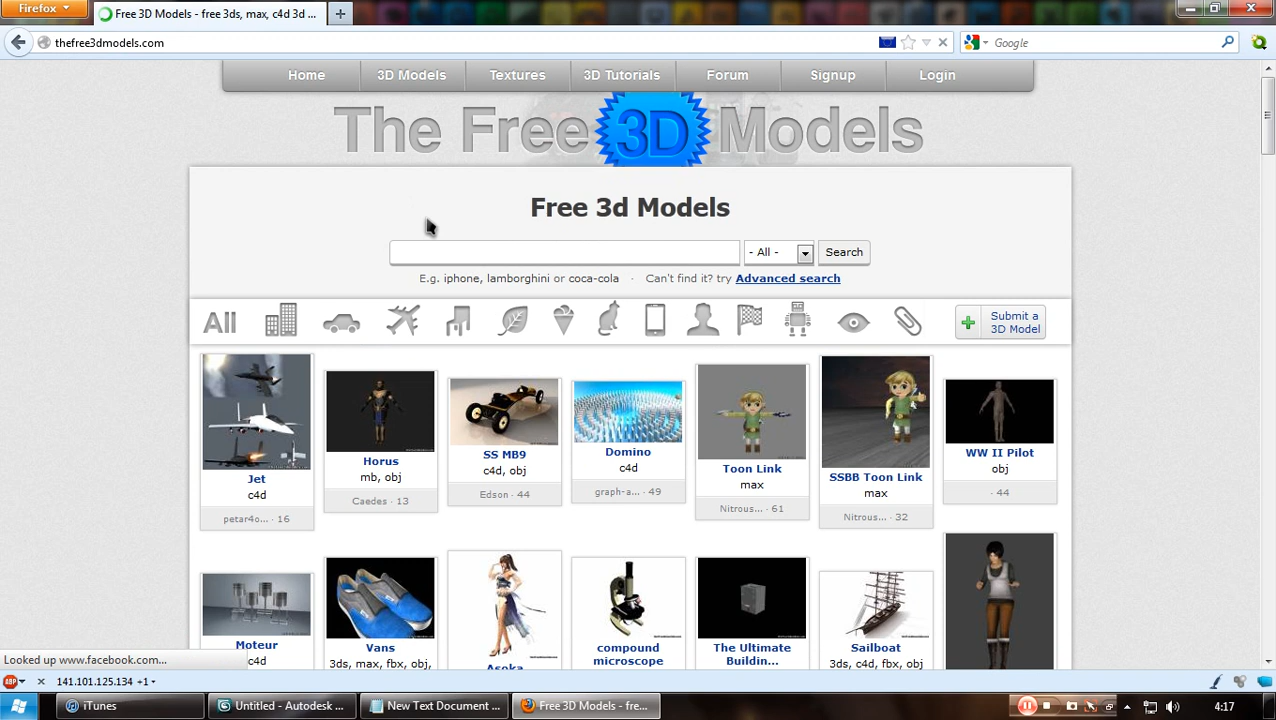 Firefox
Free 3D Models - free 3ds, max, c4d 3d ...
thefree3dmodels.com
Google
Home
3D Models
Textures
3D Tutorials
Forum
Signup
Login
The Free 3D Models
Free 3d Models
- All -
Search
E.g. iphone, lamborghini or coca-cola · Can't find it? try Advanced search
All
Submit a
3D Model
Jet
c4d
petar4o... · 16
Horus
mb, obj
Caedes · 13
SS MB9
c4d, obj
Edson · 44
Domino
c4d
graph-a... · 49
Toon Link
max
Nitrous... · 61
SSBB Toon Link
max
Nitrous... · 32
WW II Pilot
obj
· 44
Moteur
c4d
Vans
3ds, max, fbx, obj,
Asoka
compound
microscope
The Ultimate
Buildin...
Sailboat
3ds, c4d, fbx, obj
Looked up www.facebook.com...
ABP
141.101.125.134 +1
iTunes
Untitled - Autodesk ...
New Text Document ...
Free 3D Models - fre...
4:17